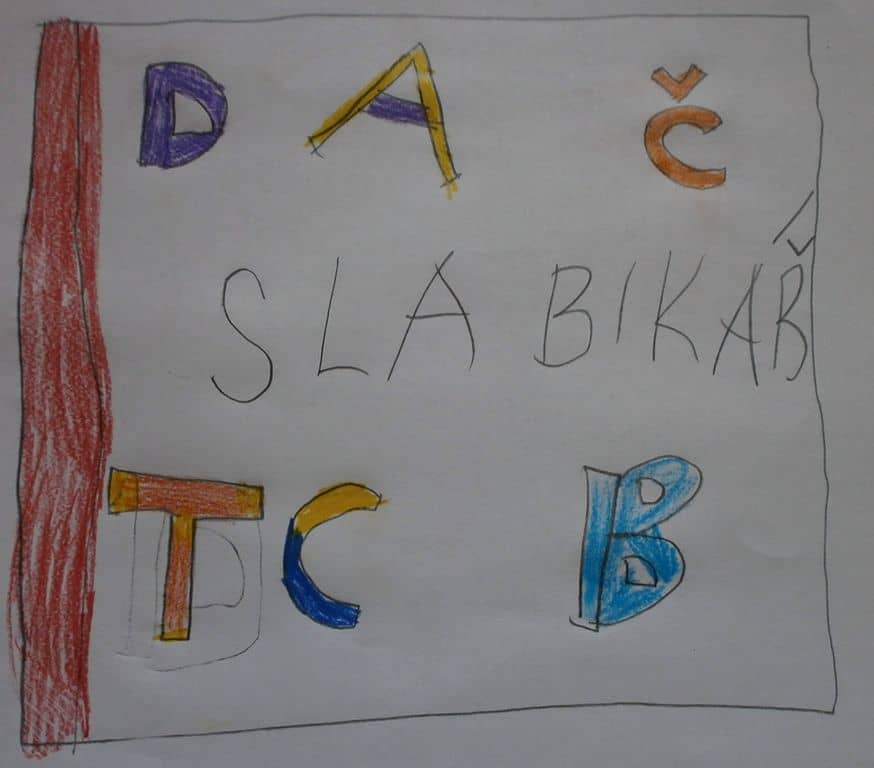 D A Č
SLABIKÁŘ
T C B